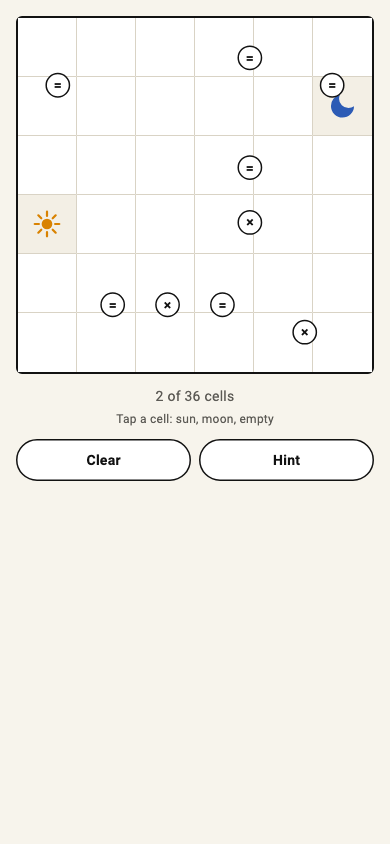 =
= =
=
×
= × =
×
2 of 36 cells
Tap a cell: sun, moon, empty
Clear Hint